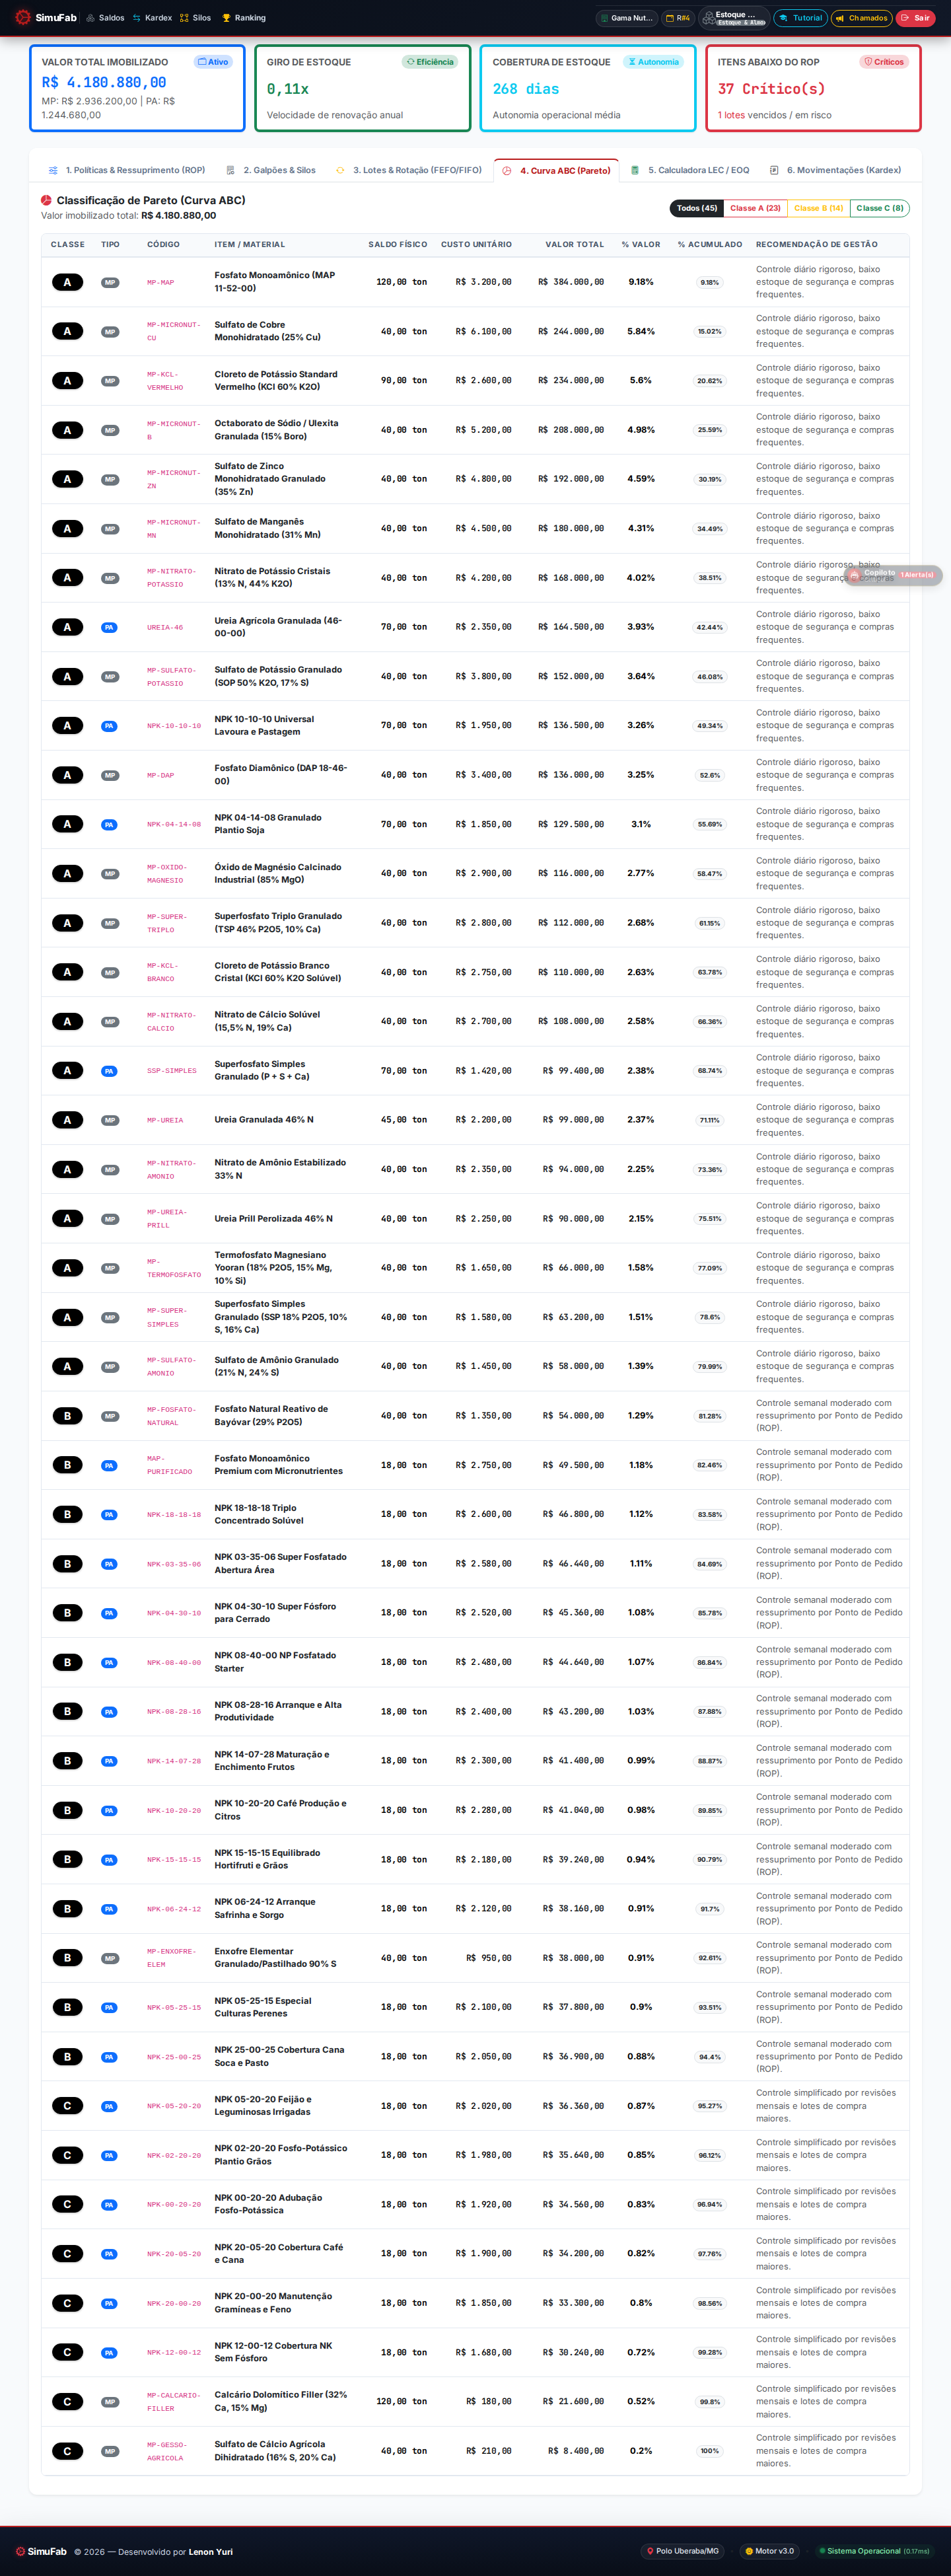 SimuFab Saldos Kardex Silos Ranking Gama Nut... R#4 Estoque ... Tutorial Chamados Sair
VALOR TOTAL IMOBILIZADO Ativo
R$ 4.180.880,00
MP: R$ 2.936.200,00 | PA: R$
1.244.680,00
GIRO DE ESTOQUE Eficiência
0,11x
Velocidade de renovação anual
COBERTURA DE ESTOQUE Autonomia
268 dias
Autonomia operacional média
ITENS ABAIXO DO ROP Críticos
37 Crítico(s)
1 lotes vencidos / em risco
1. Políticas & Ressuprimento (ROP) 2. Galpões & Silos 3. Lotes & Rotação (FEFO/FIFO) 4. Curva ABC (Pareto) 5. Calculadora LEC / EOQ 6. Movimentações (Kardex)
Classificação de Pareto (Curva ABC)
Valor imobilizado total: R$ 4.180.880,00
Todos (45) Classe A (23) Classe B (14) Classe C (8)
CLASSE TIPO CÓDIGO ITEM / MATERIAL SALDO FÍSICO CUSTO UNITÁRIO VALOR TOTAL % VALOR % ACUMULADO RECOMENDAÇÃO DE GESTÃO
A MP MP-MAP Fosfato Monoamônico (MAP 11-52-00) 120,00 ton R$ 3.200,00 R$ 384.000,00 9.18% 9.18% Controle diário rigoroso, baixo estoque de segurança e compras frequentes.
A MP MP-MICRONUT-CU Sulfato de Cobre Monohidratado (25% Cu) 40,00 ton R$ 6.100,00 R$ 244.000,00 5.84% 15.02% Controle diário rigoroso, baixo estoque de segurança e compras frequentes.
A MP MP-KCL-VERMELHO Cloreto de Potássio Standard Vermelho (KCl 60% K2O) 90,00 ton R$ 2.600,00 R$ 234.000,00 5.6% 20.62% Controle diário rigoroso, baixo estoque de segurança e compras frequentes.
A MP MP-MICRONUT-B Octaborato de Sódio / Ulexita Granulada (15% Boro) 40,00 ton R$ 5.200,00 R$ 208.000,00 4.98% 25.59% Controle diário rigoroso, baixo estoque de segurança e compras frequentes.
A MP MP-MICRONUT-ZN Sulfato de Zinco Monohidratado Granulado (35% Zn) 40,00 ton R$ 4.800,00 R$ 192.000,00 4.59% 30.19% Controle diário rigoroso, baixo estoque de segurança e compras frequentes.
A MP MP-MICRONUT-MN Sulfato de Manganês Monohidratado (31% Mn) 40,00 ton R$ 4.500,00 R$ 180.000,00 4.31% 34.49% Controle diário rigoroso, baixo estoque de segurança e compras frequentes.
A MP MP-NITRATO-POTASSIO Nitrato de Potássio Cristais (13% N, 44% K2O) 40,00 ton R$ 4.200,00 R$ 168.000,00 4.02% 38.51% Controle diário rigoroso, baixo estoque de segurança e compras frequentes.
Copiloto 1 Alerta(s)
A PA UREIA-46 Ureia Agrícola Granulada (46-00-00) 70,00 ton R$ 2.350,00 R$ 164.500,00 3.93% 42.44% Controle diário rigoroso, baixo estoque de segurança e compras frequentes.
A MP MP-SULFATO-POTASSIO Sulfato de Potássio Granulado (SOP 50% K2O, 17% S) 40,00 ton R$ 3.800,00 R$ 152.000,00 3.64% 46.08% Controle diário rigoroso, baixo estoque de segurança e compras frequentes.
A PA NPK-10-10-10 NPK 10-10-10 Universal Lavoura e Pastagem 70,00 ton R$ 1.950,00 R$ 136.500,00 3.26% 49.34% Controle diário rigoroso, baixo estoque de segurança e compras frequentes.
A MP MP-DAP Fosfato Diamônico (DAP 18-46-00) 40,00 ton R$ 3.400,00 R$ 136.000,00 3.25% 52.6% Controle diário rigoroso, baixo estoque de segurança e compras frequentes.
A PA NPK-04-14-08 NPK 04-14-08 Granulado Plantio Soja 70,00 ton R$ 1.850,00 R$ 129.500,00 3.1% 55.69% Controle diário rigoroso, baixo estoque de segurança e compras frequentes.
A MP MP-OXIDO-MAGNESIO Óxido de Magnésio Calcinado Industrial (85% MgO) 40,00 ton R$ 2.900,00 R$ 116.000,00 2.77% 58.47% Controle diário rigoroso, baixo estoque de segurança e compras frequentes.
A MP MP-SUPER-TRIPLO Superfosfato Triplo Granulado (TSP 46% P2O5, 10% Ca) 40,00 ton R$ 2.800,00 R$ 112.000,00 2.68% 61.15% Controle diário rigoroso, baixo estoque de segurança e compras frequentes.
A MP MP-KCL-BRANCO Cloreto de Potássio Branco Cristal (KCl 60% K2O Solúvel) 40,00 ton R$ 2.750,00 R$ 110.000,00 2.63% 63.78% Controle diário rigoroso, baixo estoque de segurança e compras frequentes.
A MP MP-NITRATO-CALCIO Nitrato de Cálcio Solúvel (15,5% N, 19% Ca) 40,00 ton R$ 2.700,00 R$ 108.000,00 2.58% 66.36% Controle diário rigoroso, baixo estoque de segurança e compras frequentes.
A PA SSP-SIMPLES Superfosfato Simples Granulado (P + S + Ca) 70,00 ton R$ 1.420,00 R$ 99.400,00 2.38% 68.74% Controle diário rigoroso, baixo estoque de segurança e compras frequentes.
A MP MP-UREIA Ureia Granulada 46% N 45,00 ton R$ 2.200,00 R$ 99.000,00 2.37% 71.11% Controle diário rigoroso, baixo estoque de segurança e compras frequentes.
A MP MP-NITRATO-AMONIO Nitrato de Amônio Estabilizado 33% N 40,00 ton R$ 2.350,00 R$ 94.000,00 2.25% 73.36% Controle diário rigoroso, baixo estoque de segurança e compras frequentes.
A MP MP-UREIA-PRILL Ureia Prill Perolizada 46% N 40,00 ton R$ 2.250,00 R$ 90.000,00 2.15% 75.51% Controle diário rigoroso, baixo estoque de segurança e compras frequentes.
A MP MP-TERMOFOSFATO Termofosfato Magnesiano Yooran (18% P2O5, 15% Mg, 10% Si) 40,00 ton R$ 1.650,00 R$ 66.000,00 1.58% 77.09% Controle diário rigoroso, baixo estoque de segurança e compras frequentes.
A MP MP-SUPER-SIMPLES Superfosfato Simples Granulado (SSP 18% P2O5, 10% S, 16% Ca) 40,00 ton R$ 1.580,00 R$ 63.200,00 1.51% 78.6% Controle diário rigoroso, baixo estoque de segurança e compras frequentes.
A MP MP-SULFATO-AMONIO Sulfato de Amônio Granulado (21% N, 24% S) 40,00 ton R$ 1.450,00 R$ 58.000,00 1.39% 79.99% Controle diário rigoroso, baixo estoque de segurança e compras frequentes.
B MP MP-FOSFATO-NATURAL Fosfato Natural Reativo de Bayóvar (29% P2O5) 40,00 ton R$ 1.350,00 R$ 54.000,00 1.29% 81.28% Controle semanal moderado com ressuprimento por Ponto de Pedido (ROP).
B PA MAP-PURIFICADO Fosfato Monoamônico Premium com Micronutrientes 18,00 ton R$ 2.750,00 R$ 49.500,00 1.18% 82.46% Controle semanal moderado com ressuprimento por Ponto de Pedido (ROP).
B PA NPK-18-18-18 NPK 18-18-18 Triplo Concentrado Solúvel 18,00 ton R$ 2.600,00 R$ 46.800,00 1.12% 83.58% Controle semanal moderado com ressuprimento por Ponto de Pedido (ROP).
B PA NPK-03-35-06 NPK 03-35-06 Super Fosfatado Abertura Área 18,00 ton R$ 2.580,00 R$ 46.440,00 1.11% 84.69% Controle semanal moderado com ressuprimento por Ponto de Pedido (ROP).
B PA NPK-04-30-10 NPK 04-30-10 Super Fósforo para Cerrado 18,00 ton R$ 2.520,00 R$ 45.360,00 1.08% 85.78% Controle semanal moderado com ressuprimento por Ponto de Pedido (ROP).
B PA NPK-08-40-00 NPK 08-40-00 NP Fosfatado Starter 18,00 ton R$ 2.480,00 R$ 44.640,00 1.07% 86.84% Controle semanal moderado com ressuprimento por Ponto de Pedido (ROP).
B PA NPK-08-28-16 NPK 08-28-16 Arranque e Alta Produtividade 18,00 ton R$ 2.400,00 R$ 43.200,00 1.03% 87.88% Controle semanal moderado com ressuprimento por Ponto de Pedido (ROP).
B PA NPK-14-07-28 NPK 14-07-28 Maturação e Enchimento Frutos 18,00 ton R$ 2.300,00 R$ 41.400,00 0.99% 88.87% Controle semanal moderado com ressuprimento por Ponto de Pedido (ROP).
B PA NPK-10-20-20 NPK 10-20-20 Café Produção e Citros 18,00 ton R$ 2.280,00 R$ 41.040,00 0.98% 89.85% Controle semanal moderado com ressuprimento por Ponto de Pedido (ROP).
B PA NPK-15-15-15 NPK 15-15-15 Equilibrado Hortifruti e Grãos 18,00 ton R$ 2.180,00 R$ 39.240,00 0.94% 90.79% Controle semanal moderado com ressuprimento por Ponto de Pedido (ROP).
B PA NPK-06-24-12 NPK 06-24-12 Arranque Safrinha e Sorgo 18,00 ton R$ 2.120,00 R$ 38.160,00 0.91% 91.7% Controle semanal moderado com ressuprimento por Ponto de Pedido (ROP).
B MP MP-ENXOFRE-ELEM Enxofre Elementar Granulado/Pastilhado 90% S 40,00 ton R$ 950,00 R$ 38.000,00 0.91% 92.61% Controle semanal moderado com ressuprimento por Ponto de Pedido (ROP).
B PA NPK-05-25-15 NPK 05-25-15 Especial Culturas Perenes 18,00 ton R$ 2.100,00 R$ 37.800,00 0.9% 93.51% Controle semanal moderado com ressuprimento por Ponto de Pedido (ROP).
B PA NPK-25-00-25 NPK 25-00-25 Cobertura Cana Soca e Pasto 18,00 ton R$ 2.050,00 R$ 36.900,00 0.88% 94.4% Controle semanal moderado com ressuprimento por Ponto de Pedido (ROP).
C PA NPK-05-20-20 NPK 05-20-20 Feijão e Leguminosas Irrigadas 18,00 ton R$ 2.020,00 R$ 36.360,00 0.87% 95.27% Controle simplificado por revisões mensais e lotes de compra maiores.
C PA NPK-02-20-20 NPK 02-20-20 Fosfo-Potássico Plantio Grãos 18,00 ton R$ 1.980,00 R$ 35.640,00 0.85% 96.12% Controle simplificado por revisões mensais e lotes de compra maiores.
C PA NPK-00-20-20 NPK 00-20-20 Adubação Fosfo-Potássica 18,00 ton R$ 1.920,00 R$ 34.560,00 0.83% 96.94% Controle simplificado por revisões mensais e lotes de compra maiores.
C PA NPK-20-05-20 NPK 20-05-20 Cobertura Café e Cana 18,00 ton R$ 1.900,00 R$ 34.200,00 0.82% 97.76% Controle simplificado por revisões mensais e lotes de compra maiores.
C PA NPK-20-00-20 NPK 20-00-20 Manutenção Gramíneas e Feno 18,00 ton R$ 1.850,00 R$ 33.300,00 0.8% 98.56% Controle simplificado por revisões mensais e lotes de compra maiores.
C PA NPK-12-00-12 NPK 12-00-12 Cobertura NK Sem Fósforo 18,00 ton R$ 1.680,00 R$ 30.240,00 0.72% 99.28% Controle simplificado por revisões mensais e lotes de compra maiores.
C MP MP-CALCARIO-FILLER Calcário Dolomítico Filler (32% Ca, 15% Mg) 120,00 ton R$ 180,00 R$ 21.600,00 0.52% 99.8% Controle simplificado por revisões mensais e lotes de compra maiores.
C MP MP-GESSO-AGRICOLA Sulfato de Cálcio Agrícola Dihidratado (16% S, 20% Ca) 40,00 ton R$ 210,00 R$ 8.400,00 0.2% 100% Controle simplificado por revisões mensais e lotes de compra maiores.
SimuFab © 2026 — Desenvolvido por Lenon Yuri Polo Uberaba/MG Motor v3.0 Sistema Operacional (0,17ms)